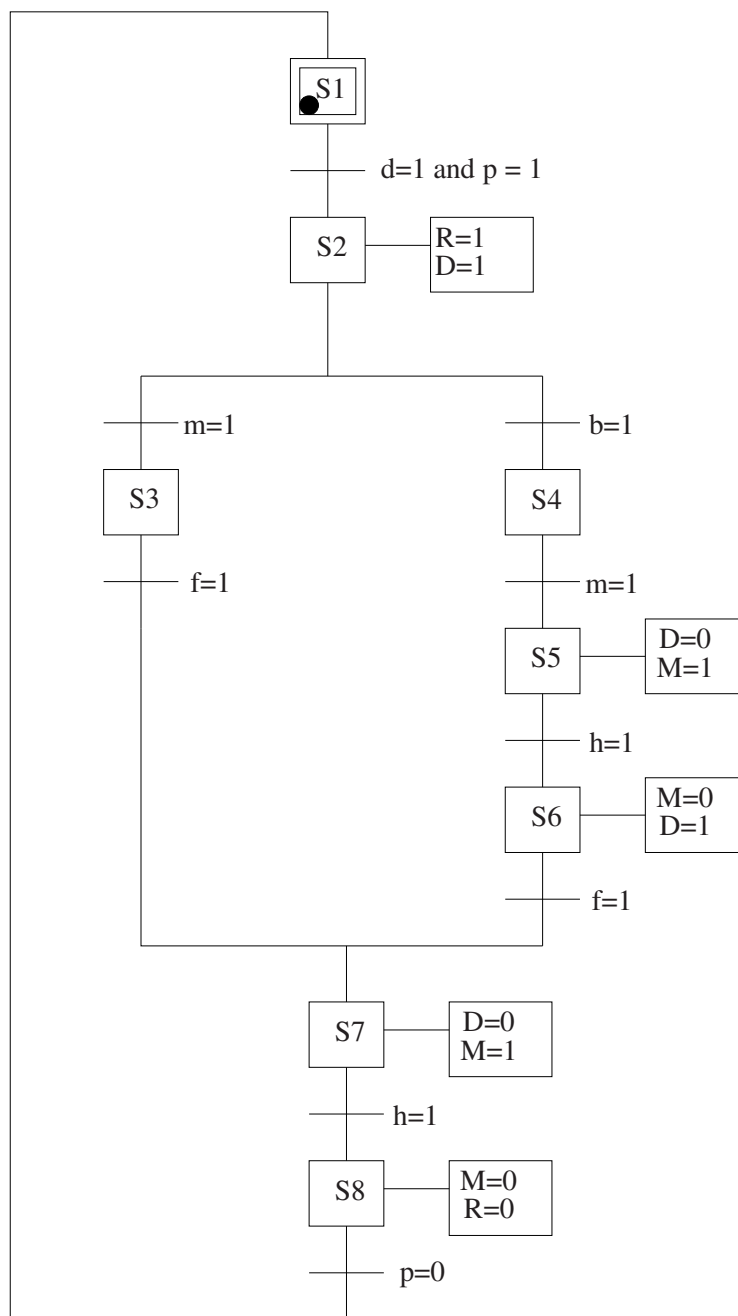 S1
d=1 and p = 1
S2
R=1
D=1
m=1
b=1
S3
S4
f=1
m=1
S5
D=0
M=1
h=1
S6
M=0
D=1
f=1
S7
D=0
M=1
h=1
S8
M=0
R=0
p=0